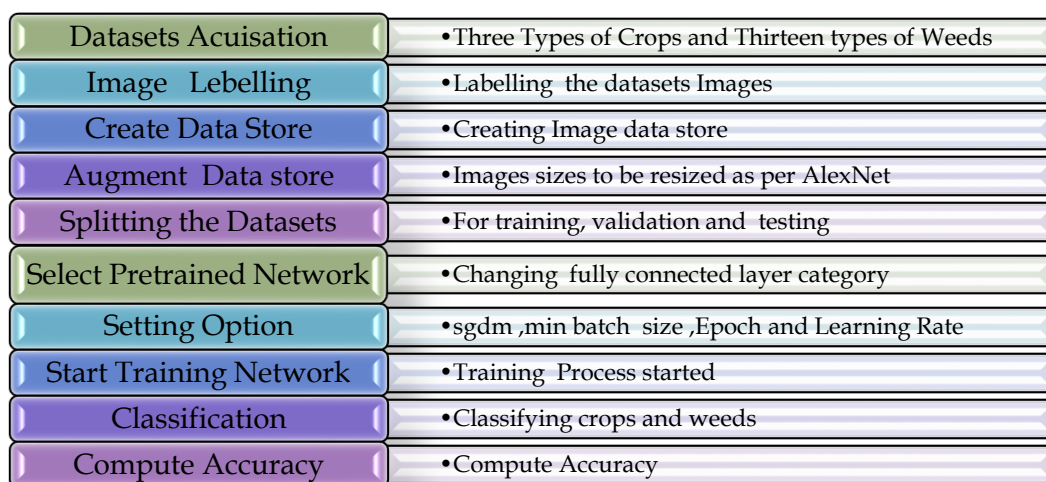 Datasets Acuisation
•Three Types of Crops and Thirteen types of Weeds
Image Lebelling
•Labelling the datasets Images
Create Data Store
•Creating Image data store
Augment Data store
•Images sizes to be resized as per AlexNet
Splitting the Datasets
•For training, validation and testing
Select Pretrained Network
•Changing fully connected layer category
Setting Option
•sgdm ,min batch size ,Epoch and Learning Rate
Start Training Network
•Training Process started
Classification
•Classifying crops and weeds
Compute Accuracy
•Compute Accuracy